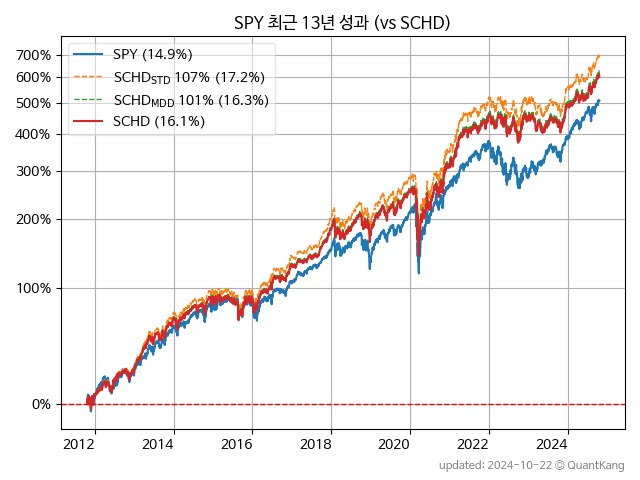 SPY 최근 13년 성과 (vs SCHD)
SPY (14.9%)
SCHD_STD 107% (17.2%)
SCHD_MDD 101% (16.3%)
SCHD (16.1%)
700%
600%
500%
400%
300%
200%
100%
0%
2012 2014 2016 2018 2020 2022 2024
updated: 2024-10-22 © QuantKang